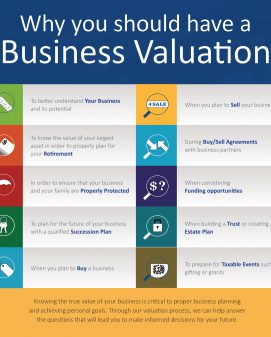 Why you should have a
Business Valuation
To better understand Your Business
and its potential
4 SALE
When you plan to Sell your business
To know the value of your largest
asset in order to properly plan for
your Retirement
During Buy/Sell Agreements
with business partners
In order to ensure that your business
and your family are Properly Protected
$?
When considering
Funding opportunities
To plan for the future of your business
with a qualified Succession Plan
When building a Trust or creating a
Estate Plan
When you plan to Buy a business
To prepare for Taxable Events such
gifting or grants
Knowing the true value of your business is critical to proper business planning
and achieving personal goals. Through our valuation process, we can help answer
the questions that will lead you to make informed decisions for your future.